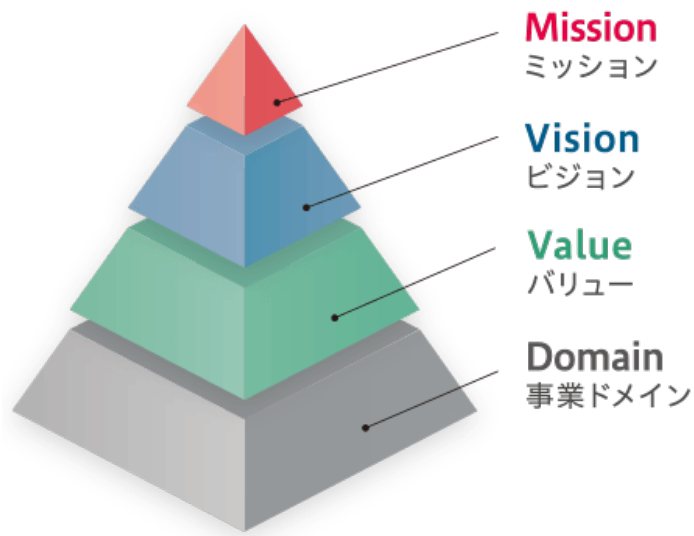 Mission
ミッション
Vision
ビジョン
Value
バリュー
Domain
事業ドメイン